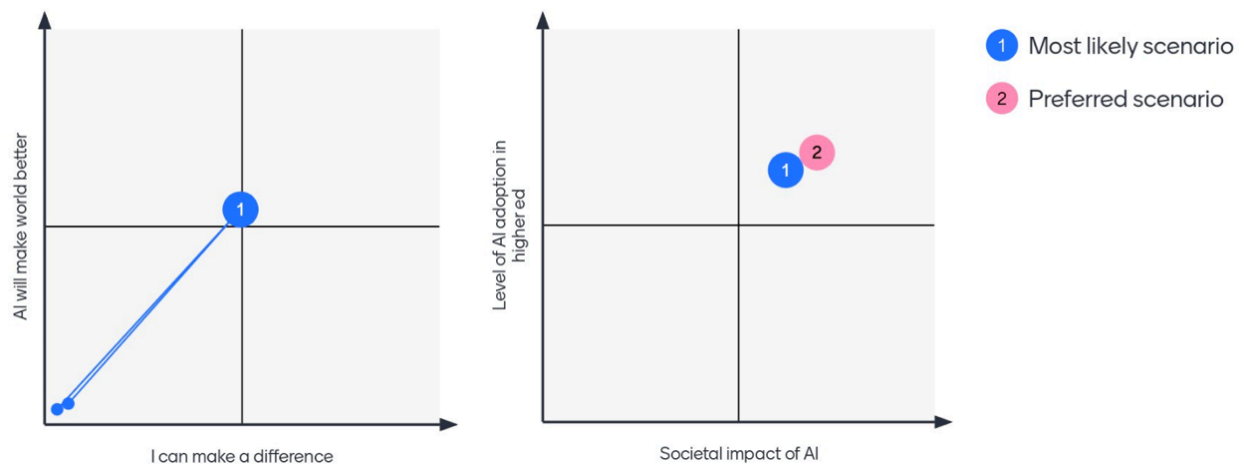 AI will make world better
1
I can make a difference
Level of AI adoption in
higher ed
1
2
Societal impact of AI
1 Most likely scenario
2 Preferred scenario